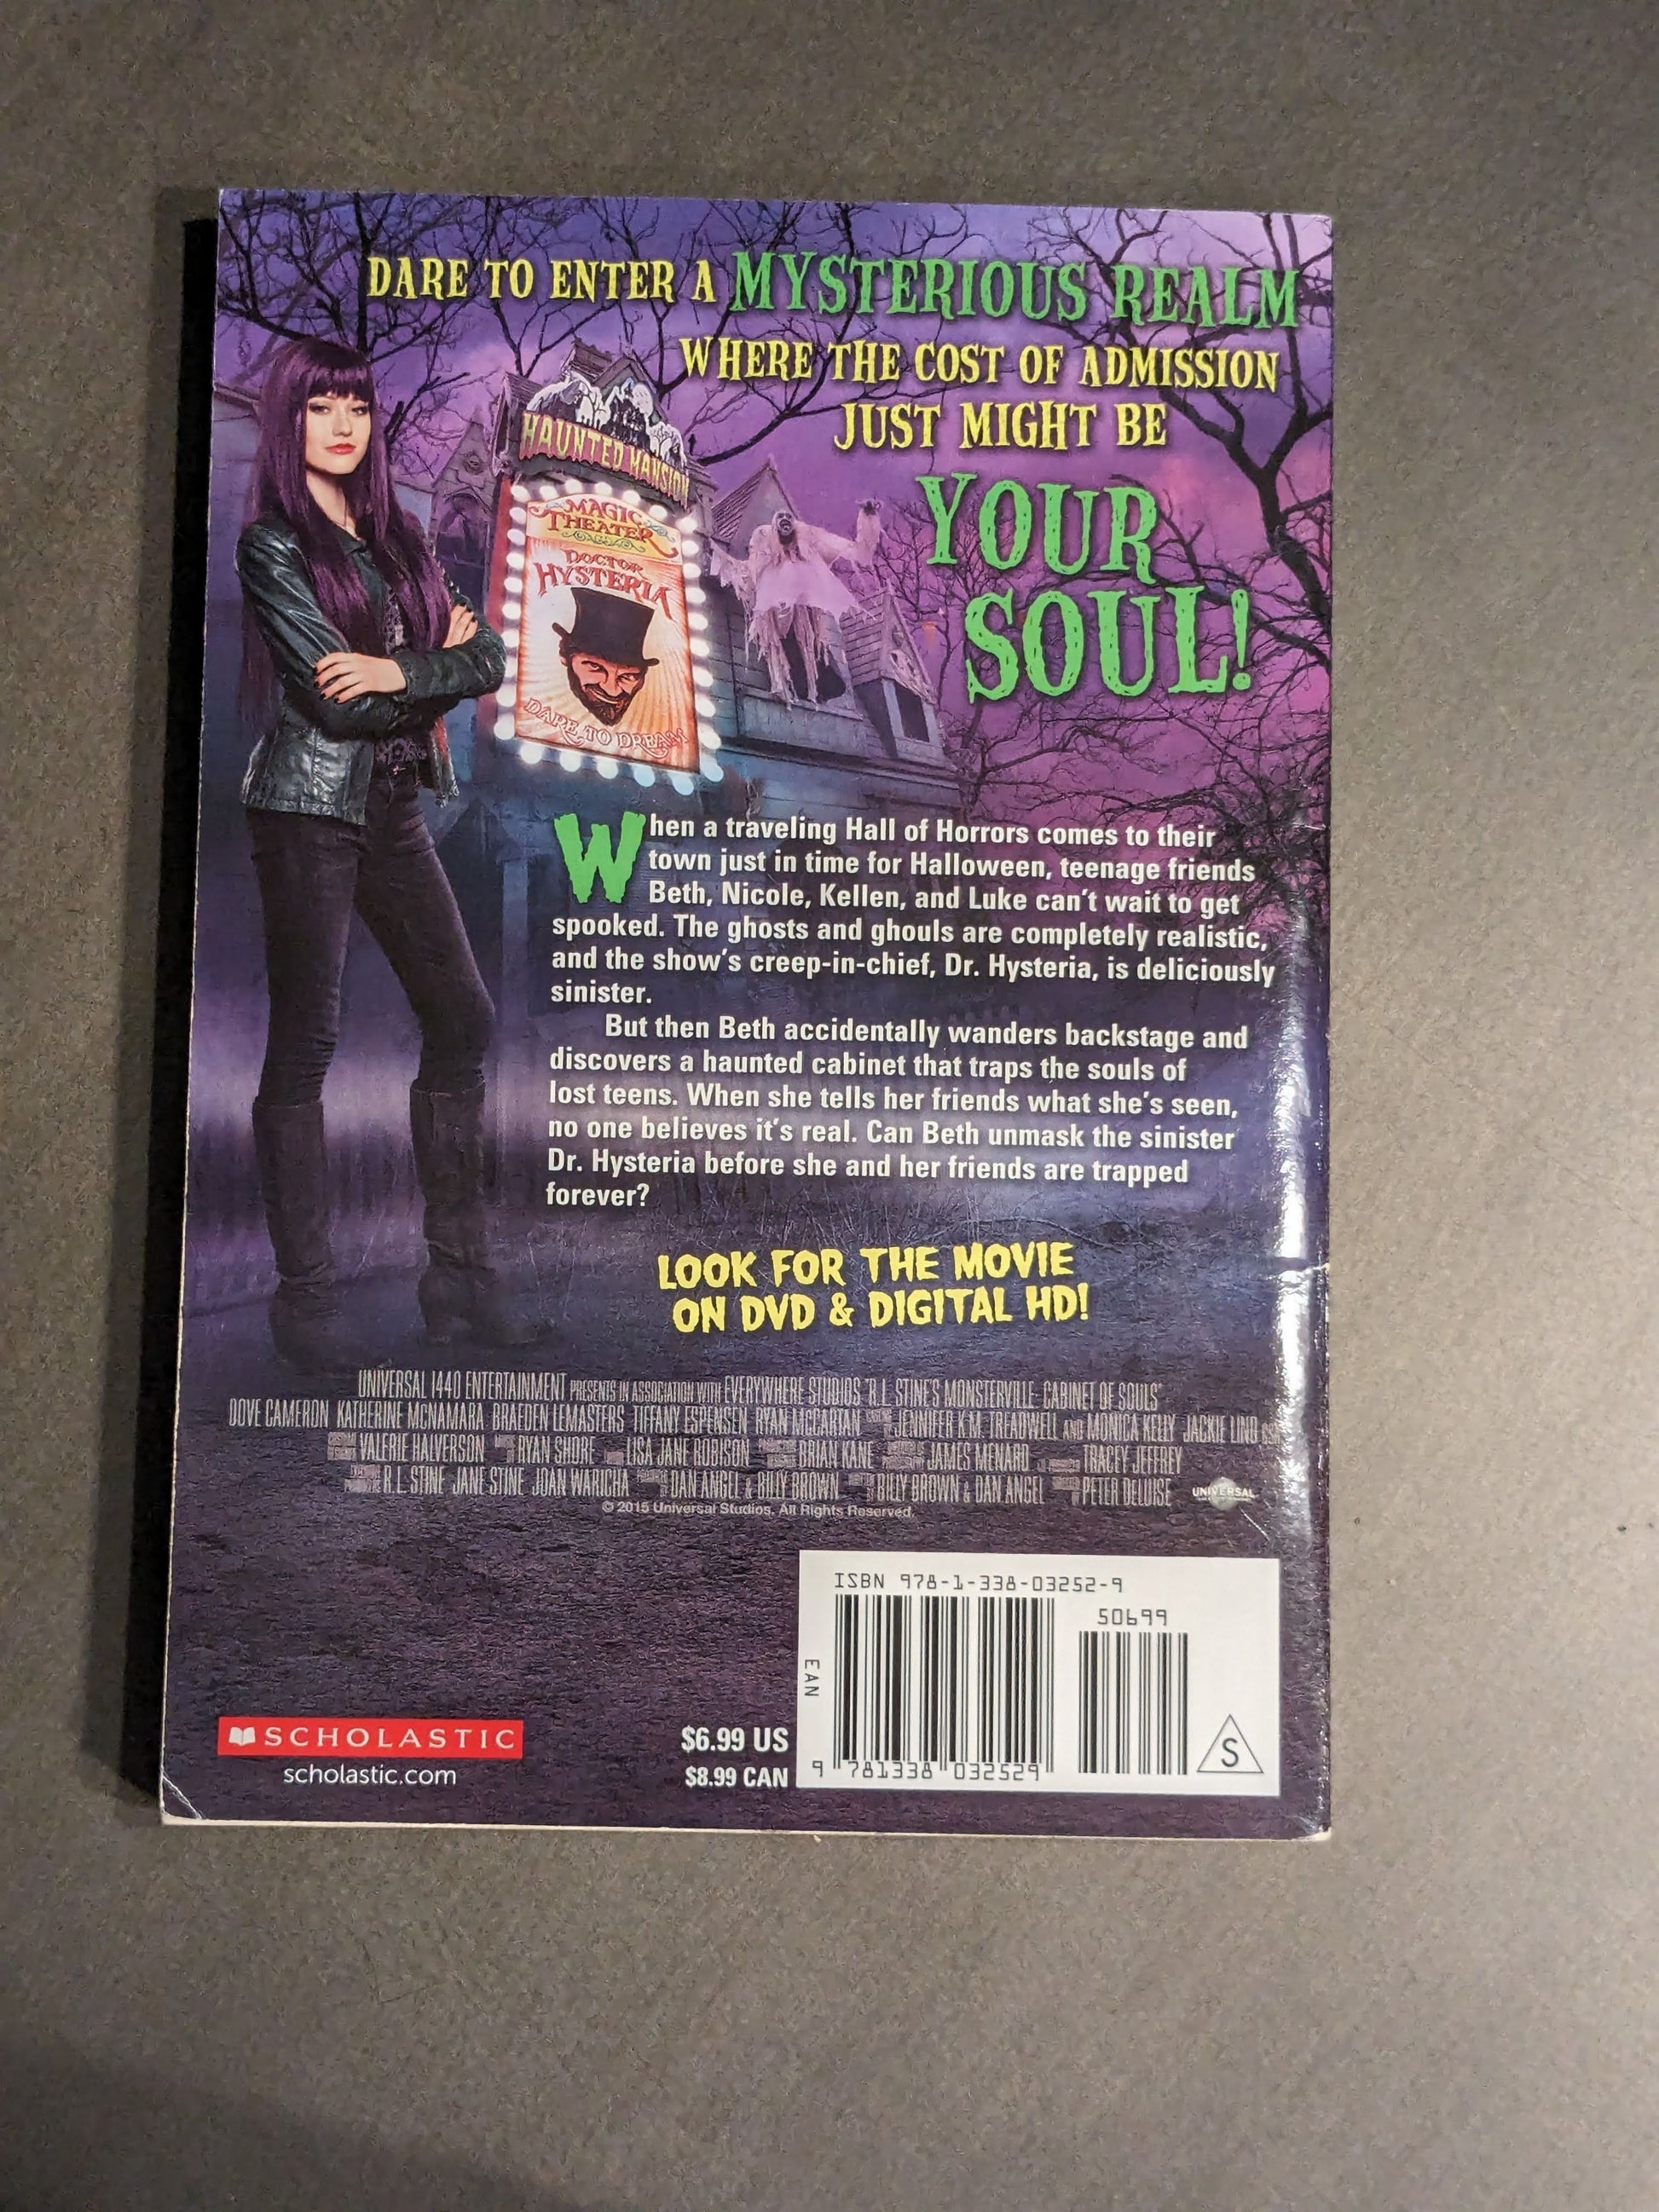 DARE TO ENTER A MYSTERIOUS REALM
WHERE THE COST OF ADMISSION
JUST MIGHT BE
YOUR
SOUL!
HAUNTED MANSION
MAGIC
THEATER
DOCTOR
HYSTERIA
DARE TO DREAM
When a traveling Hall of Horrors comes to their
town just in time for Halloween, teenage friends
Beth, Nicole, Kellen, and Luke can't wait to get
spooked. The ghosts and ghouls are completely realistic,
and the show's creep-in-chief, Dr. Hysteria, is deliciously
sinister.
But then Beth accidentally wanders backstage and
discovers a haunted cabinet that traps the souls of
lost teens. When she tells her friends what she's seen,
no one believes it's real. Can Beth unmask the sinister
Dr. Hysteria before she and her friends are trapped
forever?
LOOK FOR THE MOVIE
ON DVD & DIGITAL HD!
UNIVERSAL 1440 ENTERTAINMENT PRESENTS IN ASSOCIATION WITH EVERYWHERE STUDIOS "R.L. STINE'S MONSTERVILLE: CABINET OF SOULS"
DOVE CAMERON KATHERINE MCNAMARA BRAEDEN LEMASTERS TIFFANY ESPENSEN RYAN MCCARTAN JENNIFER K.M. TREADWELL AND MONICA KELLY JACKIE LIND
VALERIE HALVERSON RYAN SHORE LISA JANE ROBISON BRIAN KANE JAMES MENARD TRACEY JEFFREY
R.L. STINE JANE STINE JOAN WARICHA DAN ANGEL & BILLY BROWN BILLY BROWN & DAN ANGEL PETER DELUISE UNIVERSAL
© 2015 Universal Studios. All Rights Reserved.
ISBN 978-1-338-03252-9
50699
EAN
9 781338 032529
S
$6.99 US
$8.99 CAN
SCHOLASTIC
scholastic.com